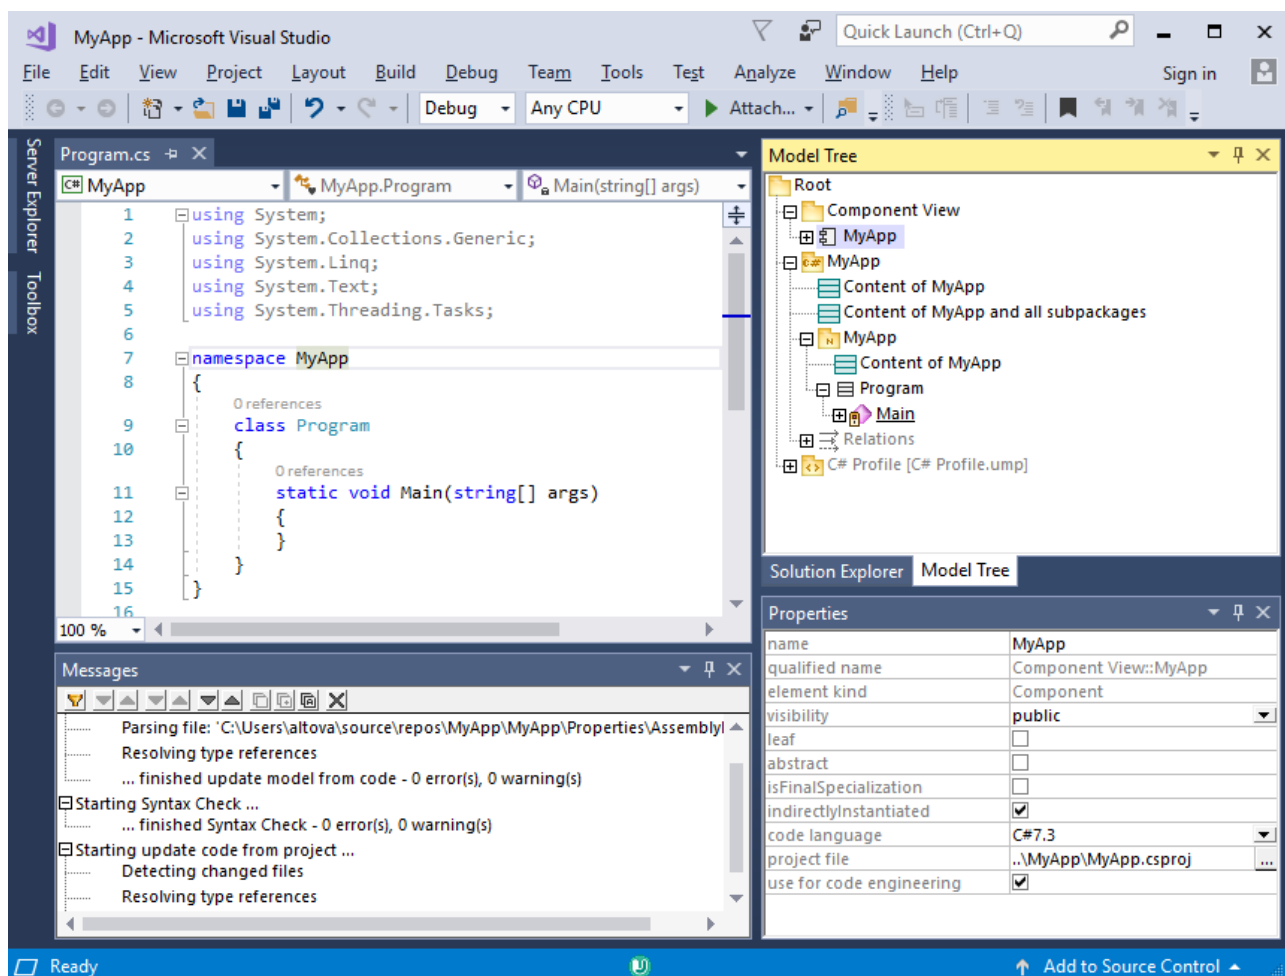 MyApp - Microsoft Visual Studio
Quick Launch (Ctrl+Q)
File Edit View Project Layout Build Debug Team Tools Test Analyze Window Help Sign in
Debug Any CPU Attach...
Server Explorer
Toolbox
Program.cs
C# MyApp MyApp.Program Main(string[] args)
1 using System;
2 using System.Collections.Generic;
3 using System.Linq;
4 using System.Text;
5 using System.Threading.Tasks;
6
7 namespace MyApp
8 {
0 references
9 class Program
10 {
0 references
11 static void Main(string[] args)
12 {
13 }
14 }
15 }
16
100 %
Messages
Parsing file: 'C:\Users\altova\source\repos\MyApp\MyApp\Properties\Assembly
Resolving type references
... finished update model from code - 0 error(s), 0 warning(s)
Starting Syntax Check ...
... finished Syntax Check - 0 error(s), 0 warning(s)
Starting update code from project ...
Detecting changed files
Resolving type references
Model Tree
Root
Component View
MyApp
C# MyApp
Content of MyApp
Content of MyApp and all subpackages
N MyApp
Content of MyApp
Program
Main
Relations
C# Profile [C# Profile.ump]
Solution Explorer Model Tree
Properties
name MyApp
qualified name Component View::MyApp
element kind Component
visibility public
leaf
abstract
isFinalSpecialization
indirectlyInstantiated
code language C#7.3
project file ..\MyApp\MyApp.csproj ...
use for code engineering
Ready
Add to Source Control